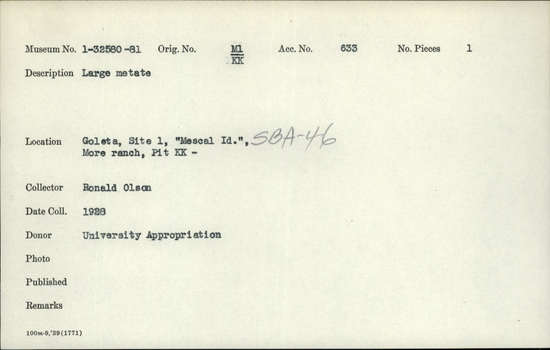 Museum No. 1-32580-81 Orig. No. M1/KK Acc. No. 633 No. Pieces 1
Description Large metate
Location Goleta, Site 1, "Mescal Id.", SBA-46
More ranch, Pit KK -
Collector Ronald Olson
Date Coll. 1928
Donor University Appropriation
Photo
Published
Remarks
100m-8,'39(1771)